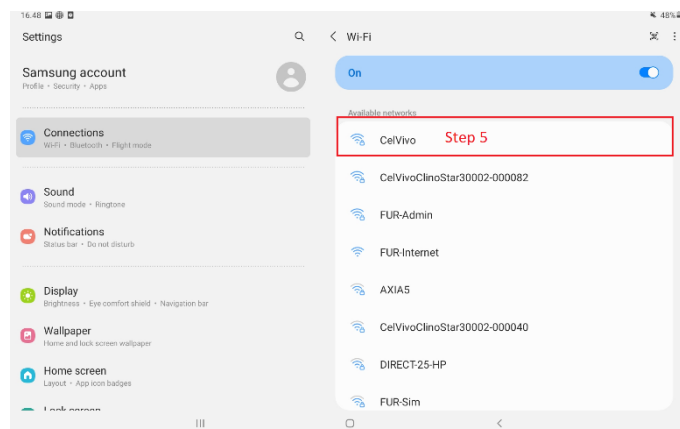 16.48
48%
Settings
Samsung account
Profile • Security • Apps
Connections
Wi-Fi • Bluetooth • Flight mode
Sound
Sound mode • Ringtone
Notifications
Status bar • Do not disturb
Display
Brightness • Eye comfort shield • Navigation bar
Wallpaper
Home and lock screen wallpaper
Home screen
Layout • App icon badges
Lock screen
Wi-Fi
On
Available networks
CelVivo Step 5
CelVivoClinoStar30002-000082
FUR-Admin
FUR-Internet
AXIA5
CelVivoClinoStar30002-000040
DIRECT-25-HP
FUR-Sim